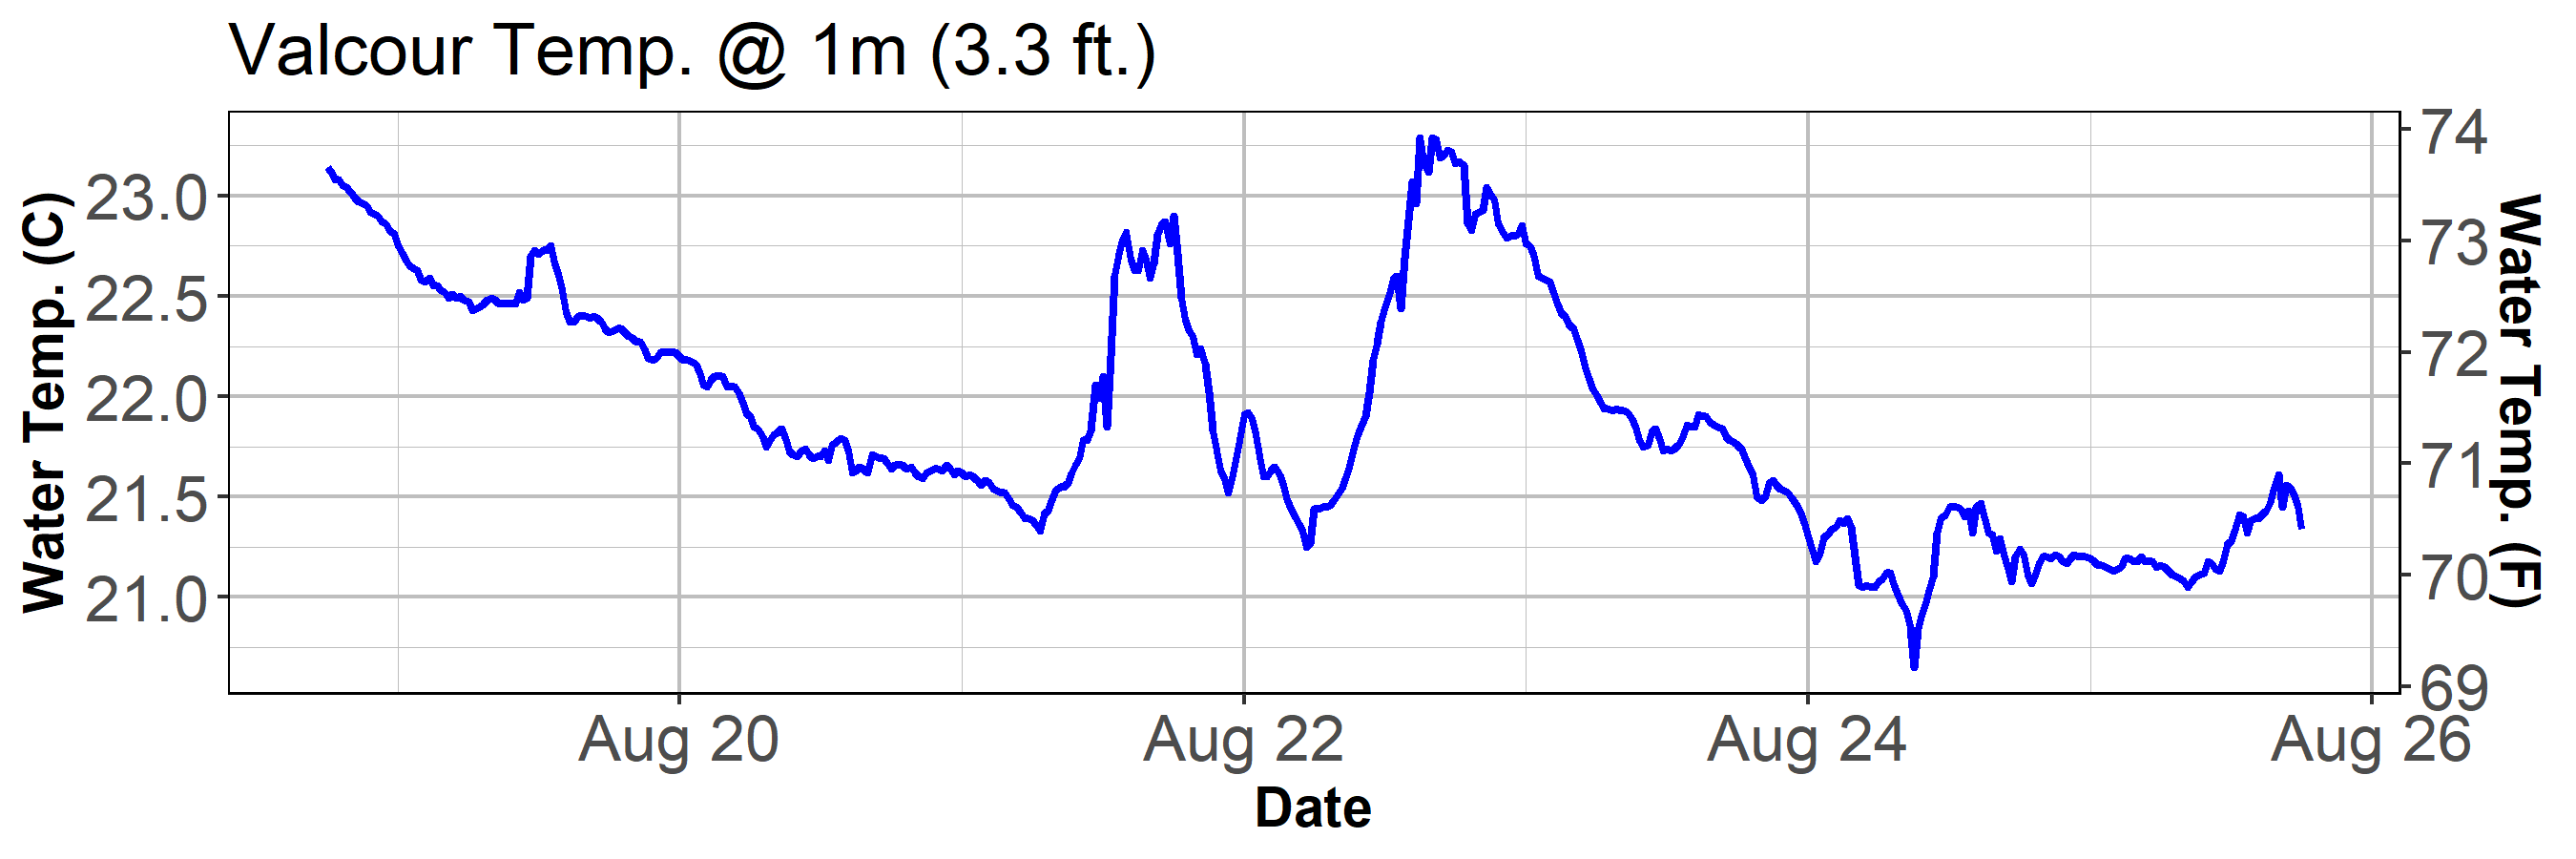 Valcour Temp. @ 1m (3.3 ft.)
Water Temp. (C)
23.0
22.5
22.0
21.5
21.0
74
73
72
71
70
69
Water Temp. (F)
Aug 20 Aug 22 Aug 24 Aug 26
Date